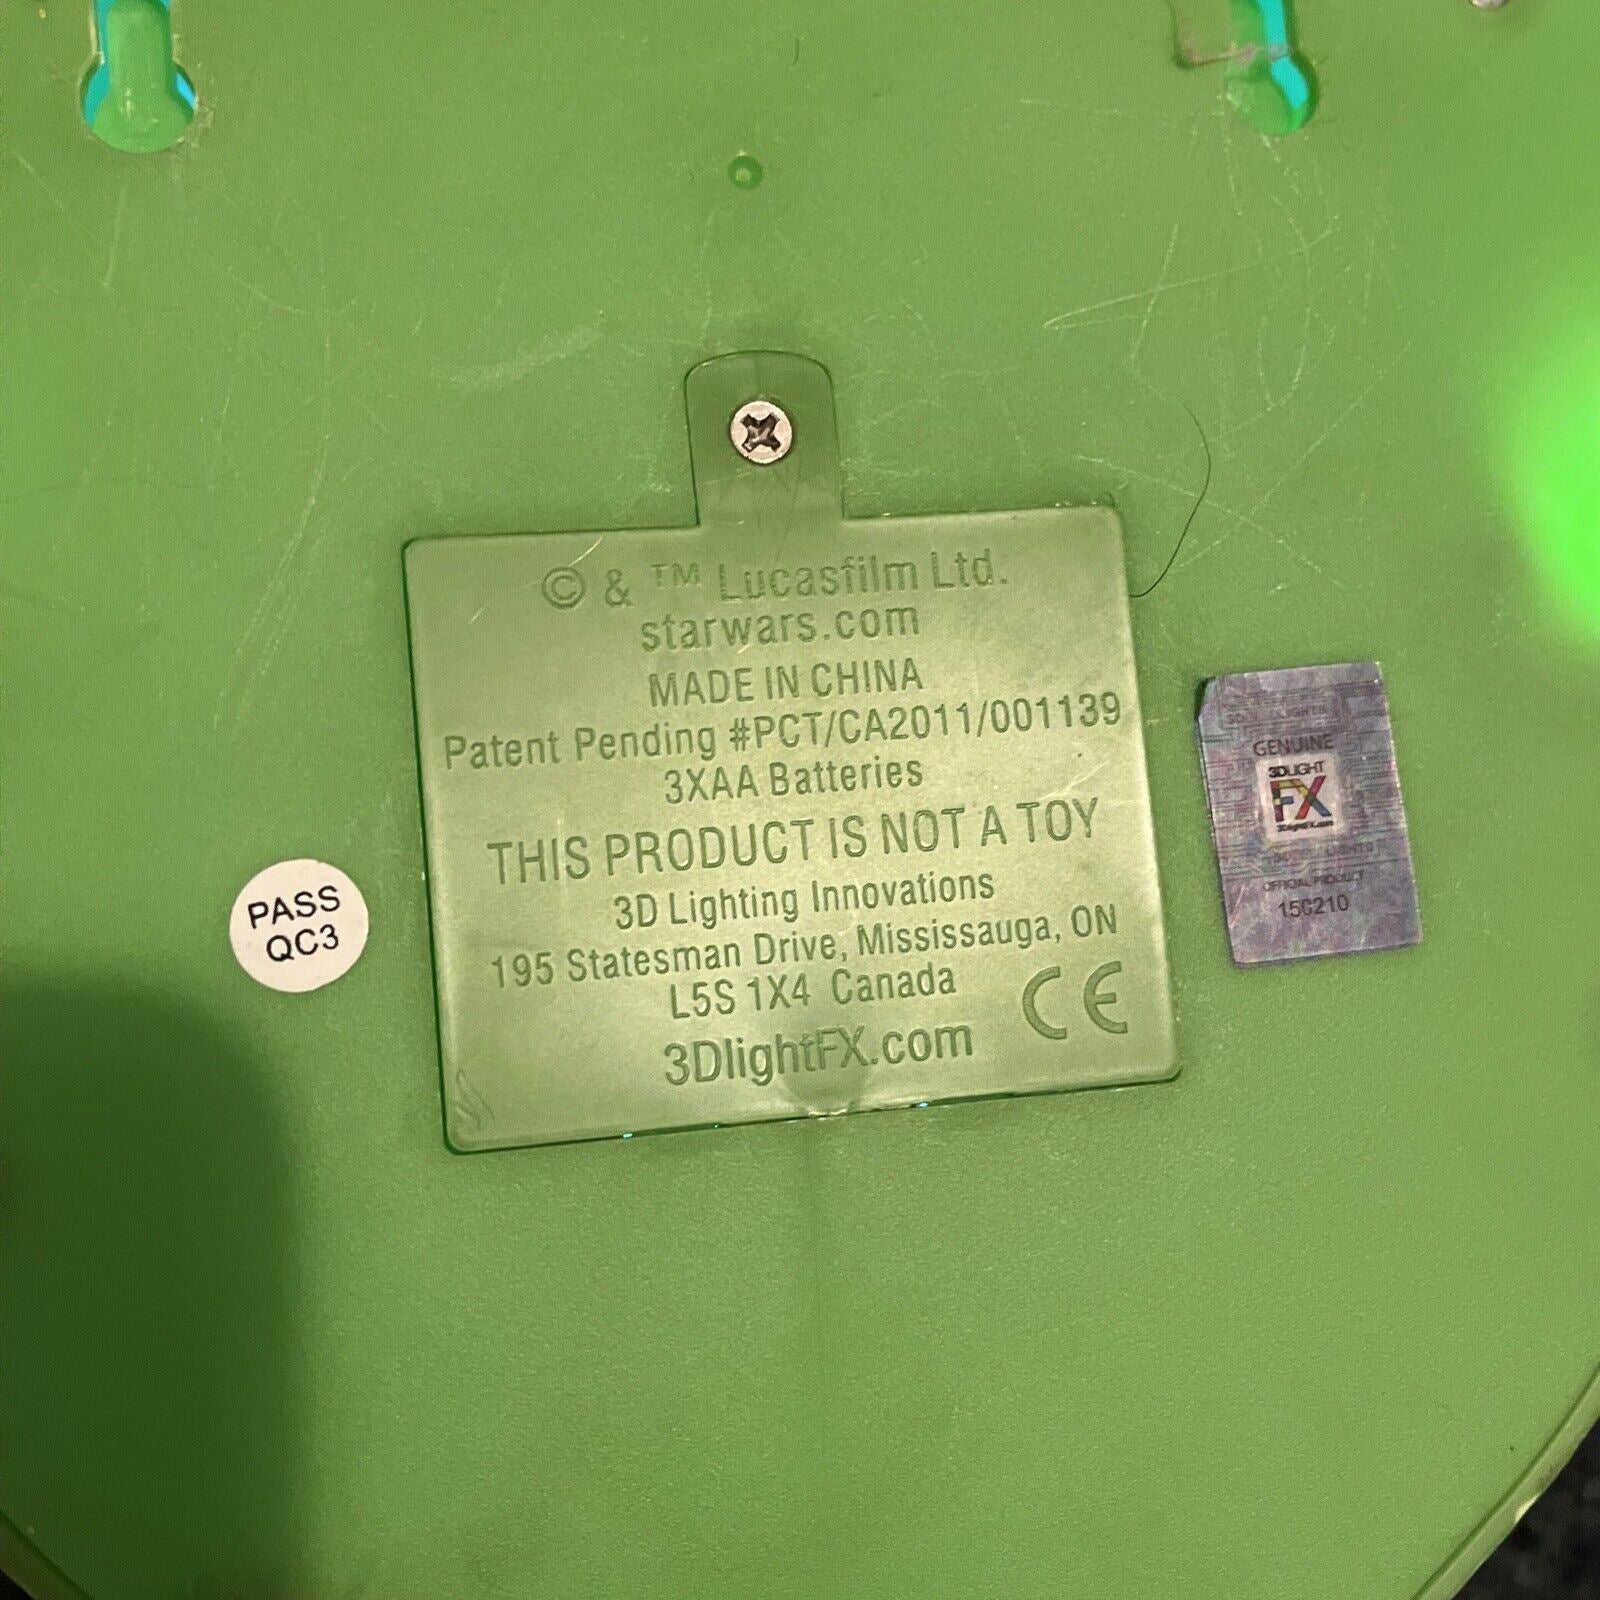 © & ™ Lucasfilm Ltd.
starwars.com
MADE IN CHINA
Patent Pending #PCT/CA2011/001139
3XAA Batteries
THIS PRODUCT IS NOT A TOY
3D Lighting Innovations
195 Statesman Drive, Mississauga, ON
L5S 1X4 Canada
3DlightFX.com
CE
PASS
QC3
GENUINE
3DLIGHT
FX
3DlightFX.com
OFFICIAL PRODUCT
15C210